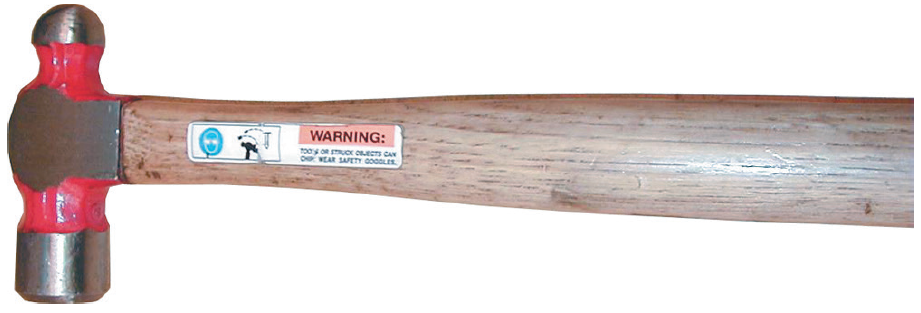 WARNING:
TOOLS OR STRUCK OBJECTS CAN
CHIP. WEAR SAFETY GOGGLES.